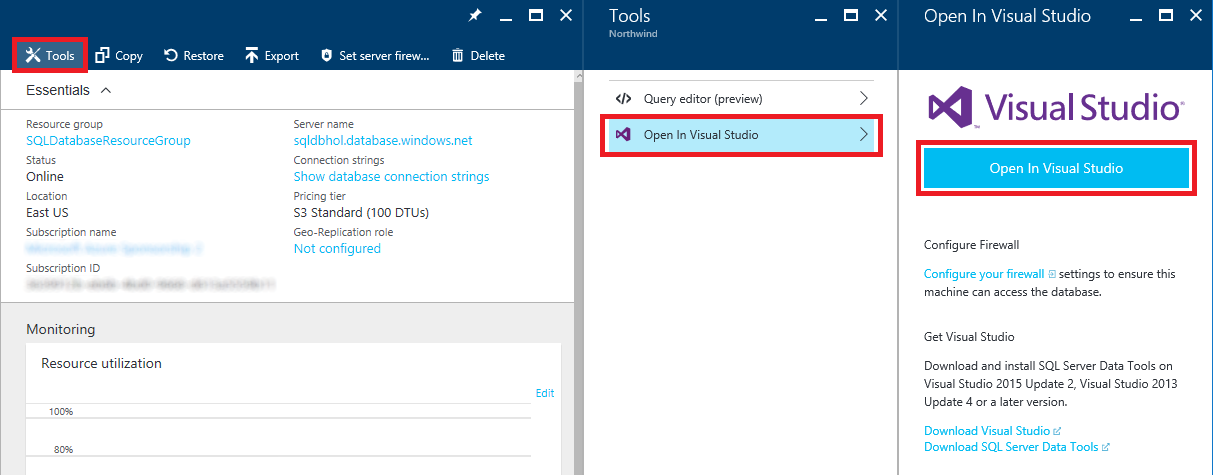 Tools
Copy
Restore
Export
Set server firew...
Delete
Essentials
Resource group
SQLDatabaseResourceGroup
Status
Online
Location
East US
Subscription name
Subscription ID
Server name
sqldbhol.database.windows.net
Connection strings
Show database connection strings
Pricing tier
S3 Standard (100 DTUs)
Geo-Replication role
Not configured
Monitoring
Resource utilization
Edit
100%
80%
Tools
Northwind
Query editor (preview)
Open In Visual Studio
Open In Visual Studio
Visual Studio
Open In Visual Studio
Configure Firewall
Configure your firewall settings to ensure this
machine can access the database.
Get Visual Studio
Download and install SQL Server Data Tools on
Visual Studio 2015 Update 2, Visual Studio 2013
Update 4 or a later version.
Download Visual Studio
Download SQL Server Data Tools